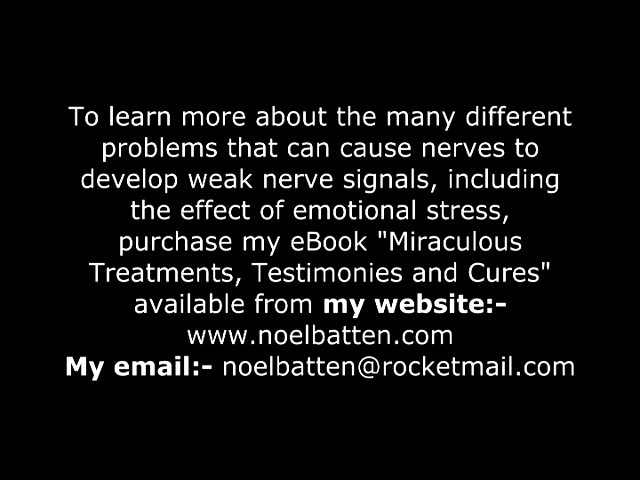 To learn more about the many different
problems that can cause nerves to
develop weak nerve signals, including
the effect of emotional stress,
purchase my eBook "Miraculous
Treatments, Testimonies and Cures"
available from my website:-
www.noelbatten.com
My email:- noelbatten@rocketmail.com